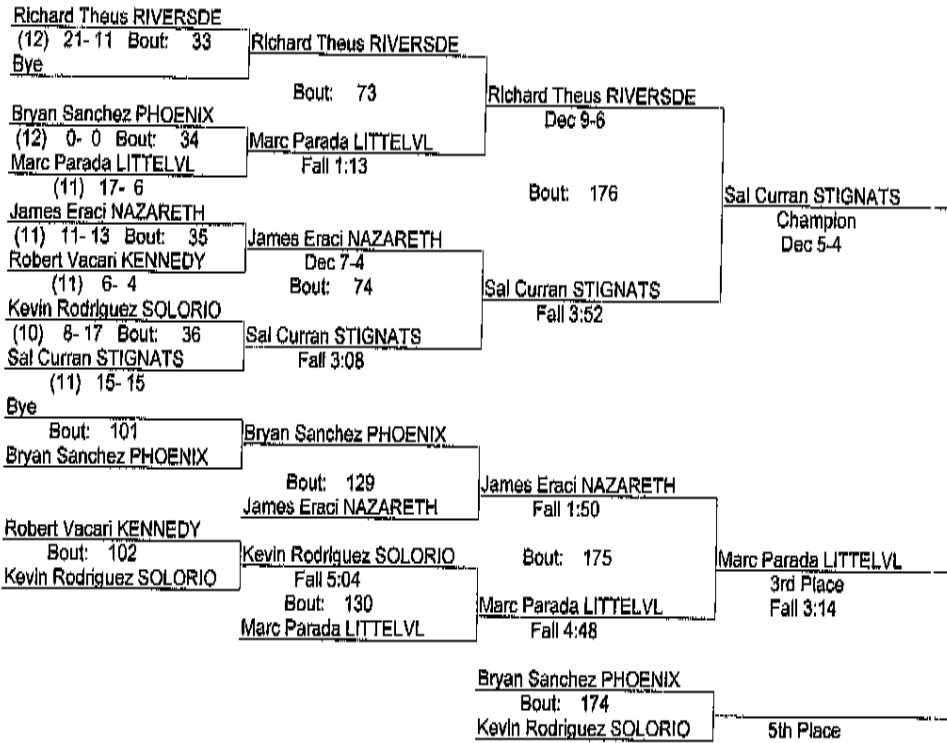 Richard Theus RIVERSDE
(12) 21- 11 Bout: 33
Bye
Richard Theus RIVERSDE
Bout: 73
Bryan Sanchez PHOENIX
(12) 0- 0 Bout: 34
Marc Parada LITTELVL
(11) 17- 6
Marc Parada LITTELVL
Fall 1:13
Richard Theus RIVERSDE
Dec 9-6
Bout: 176
James Eraci NAZARETH
(11) 11- 13 Bout: 35
Robert Vacari KENNEDY
(11) 6- 4
James Eraci NAZARETH
Dec 7-4
Bout: 74
Kevin Rodriguez SOLORIO
(10) 8- 17 Bout: 36
Sal Curran STIGNATS
(11) 15- 15
Sal Curran STIGNATS
Fall 3:08
Sal Curran STIGNATS
Fall 3:52
Sal Curran STIGNATS
Champion
Dec 5-4
Bye
Bout: 101
Bryan Sanchez PHOENIX
Bryan Sanchez PHOENIX
Bout: 129
James Eraci NAZARETH
James Eraci NAZARETH
Fall 1:50
Bout: 175
Robert Vacari KENNEDY
Bout: 102
Kevin Rodriguez SOLORIO
Kevin Rodriguez SOLORIO
Fall 5:04
Bout: 130
Marc Parada LITTELVL
Marc Parada LITTELVL
Fall 4:48
Marc Parada LITTELVL
3rd Place
Fall 3:14
Bryan Sanchez PHOENIX
Bout: 174
Kevin Rodriguez SOLORIO
5th Place